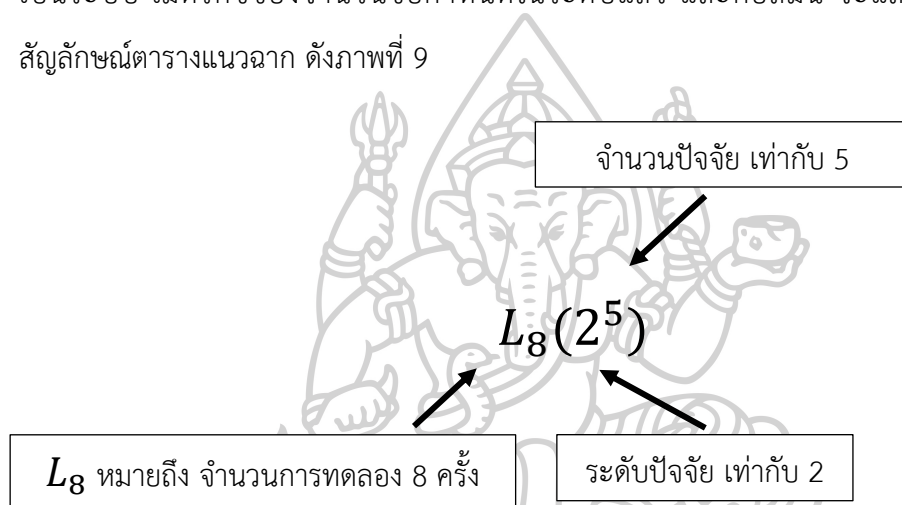 สัญลักษณ์ตารางแนวฉาก ดังภาพที่ 9
จำนวนปัจจัย เท่ากับ 5
L₈(2⁵)
L₈ หมายถึง จำนวนการทดลอง 8 ครั้ง
ระดับปัจจัย เท่ากับ 2